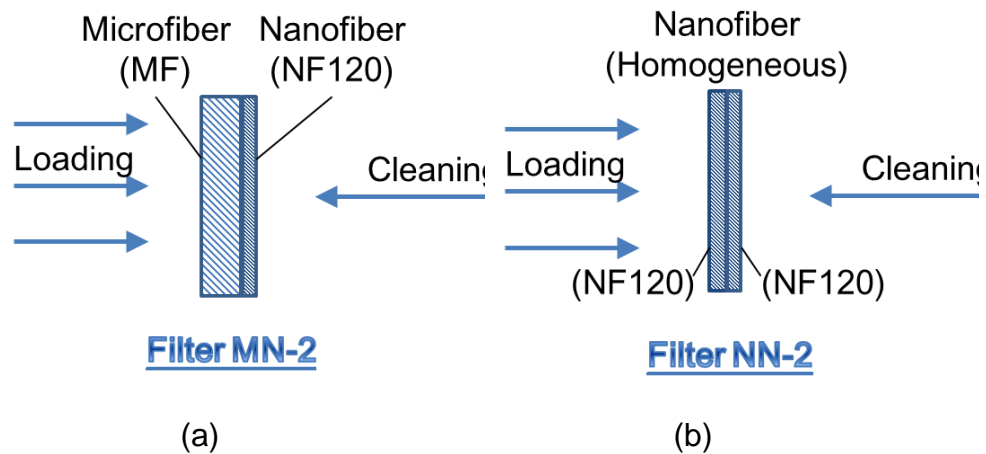 Microfiber
(MF)
Nanofiber
(NF120)
Loading
Cleaning
Filter MN-2
(a)
Nanofiber
(Homogeneous)
Loading
Cleaning
(NF120)
(NF120)
Filter NN-2
(b)